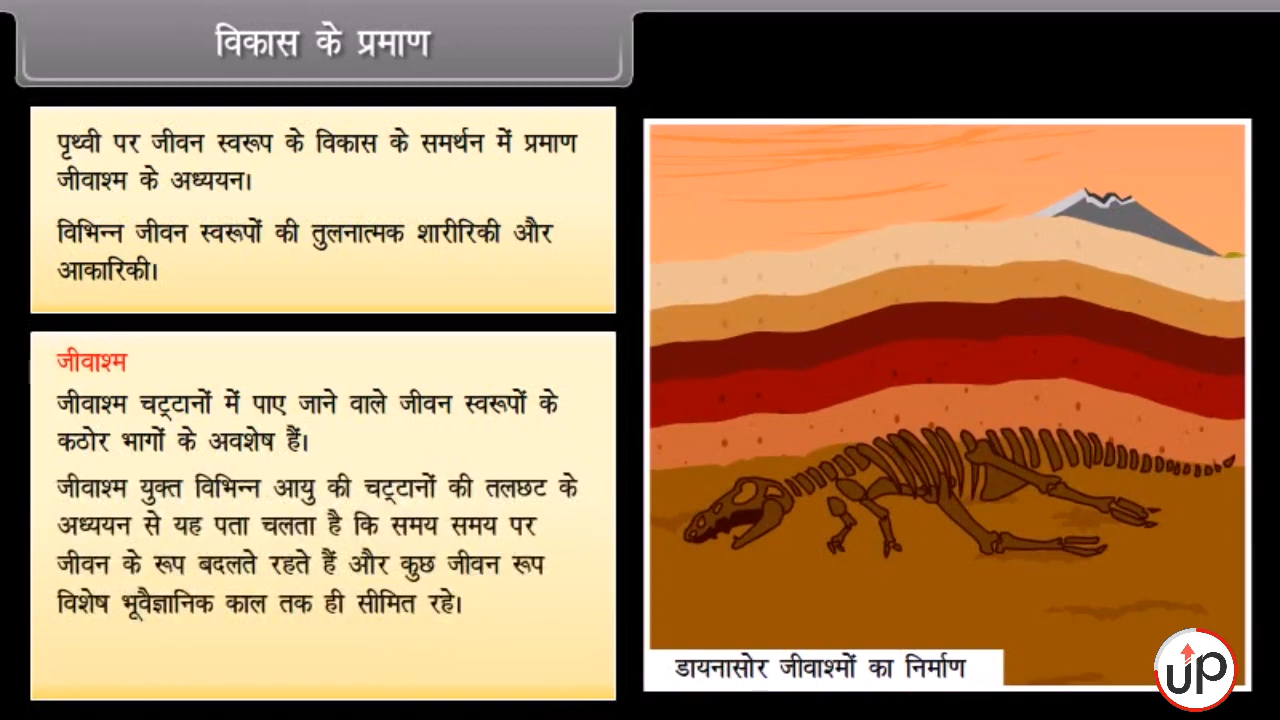 विकास के प्रमाण
पृथ्वी पर जीवन स्वरूप के विकास के समर्थन में प्रमाण
जीवाश्म के अध्ययन।
विभिन्न जीवन स्वरूपों की तुलनात्मक शारीरिकी और
आकारिकी।
जीवाश्म
जीवाश्म चट्टानों में पाए जाने वाले जीवन स्वरूपों के
कठोर भागों के अवशेष हैं।
जीवाश्म युक्त विभिन्न आयु की चट्टानों की तलछट के
अध्ययन से यह पता चलता है कि समय समय पर
जीवन के रूप बदलते रहते हैं और कुछ जीवन रूप
विशेष भूवैज्ञानिक काल तक ही सीमित रहे।
डायनासोर जीवाश्मों का निर्माण
UP